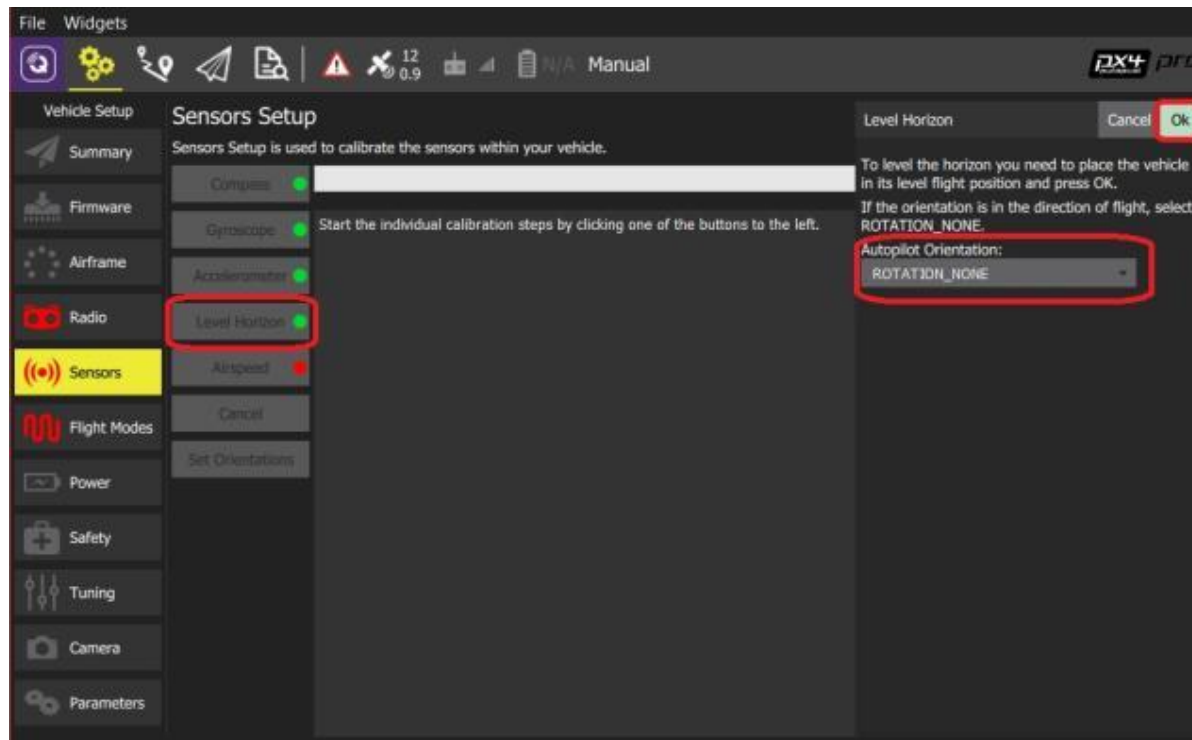 File Widgets
12
0.9
N/A Manual
px4 pro
Vehicle Setup
Summary
Firmware
Airframe
Radio
Sensors
Flight Modes
Power
Safety
Tuning
Camera
Parameters
Sensors Setup
Sensors Setup is used to calibrate the sensors within your vehicle.
Compass
Gyroscope
Accelerometer
Level Horizon
Airspeed
Cancel
Set Orientations
Start the individual calibration steps by clicking one of the buttons to the left.
Level Horizon Cancel Ok
To level the horizon you need to place the vehicle
in its level flight position and press OK.
If the orientation is in the direction of flight, select
ROTATION_NONE.
Autopilot Orientation:
ROTATION_NONE